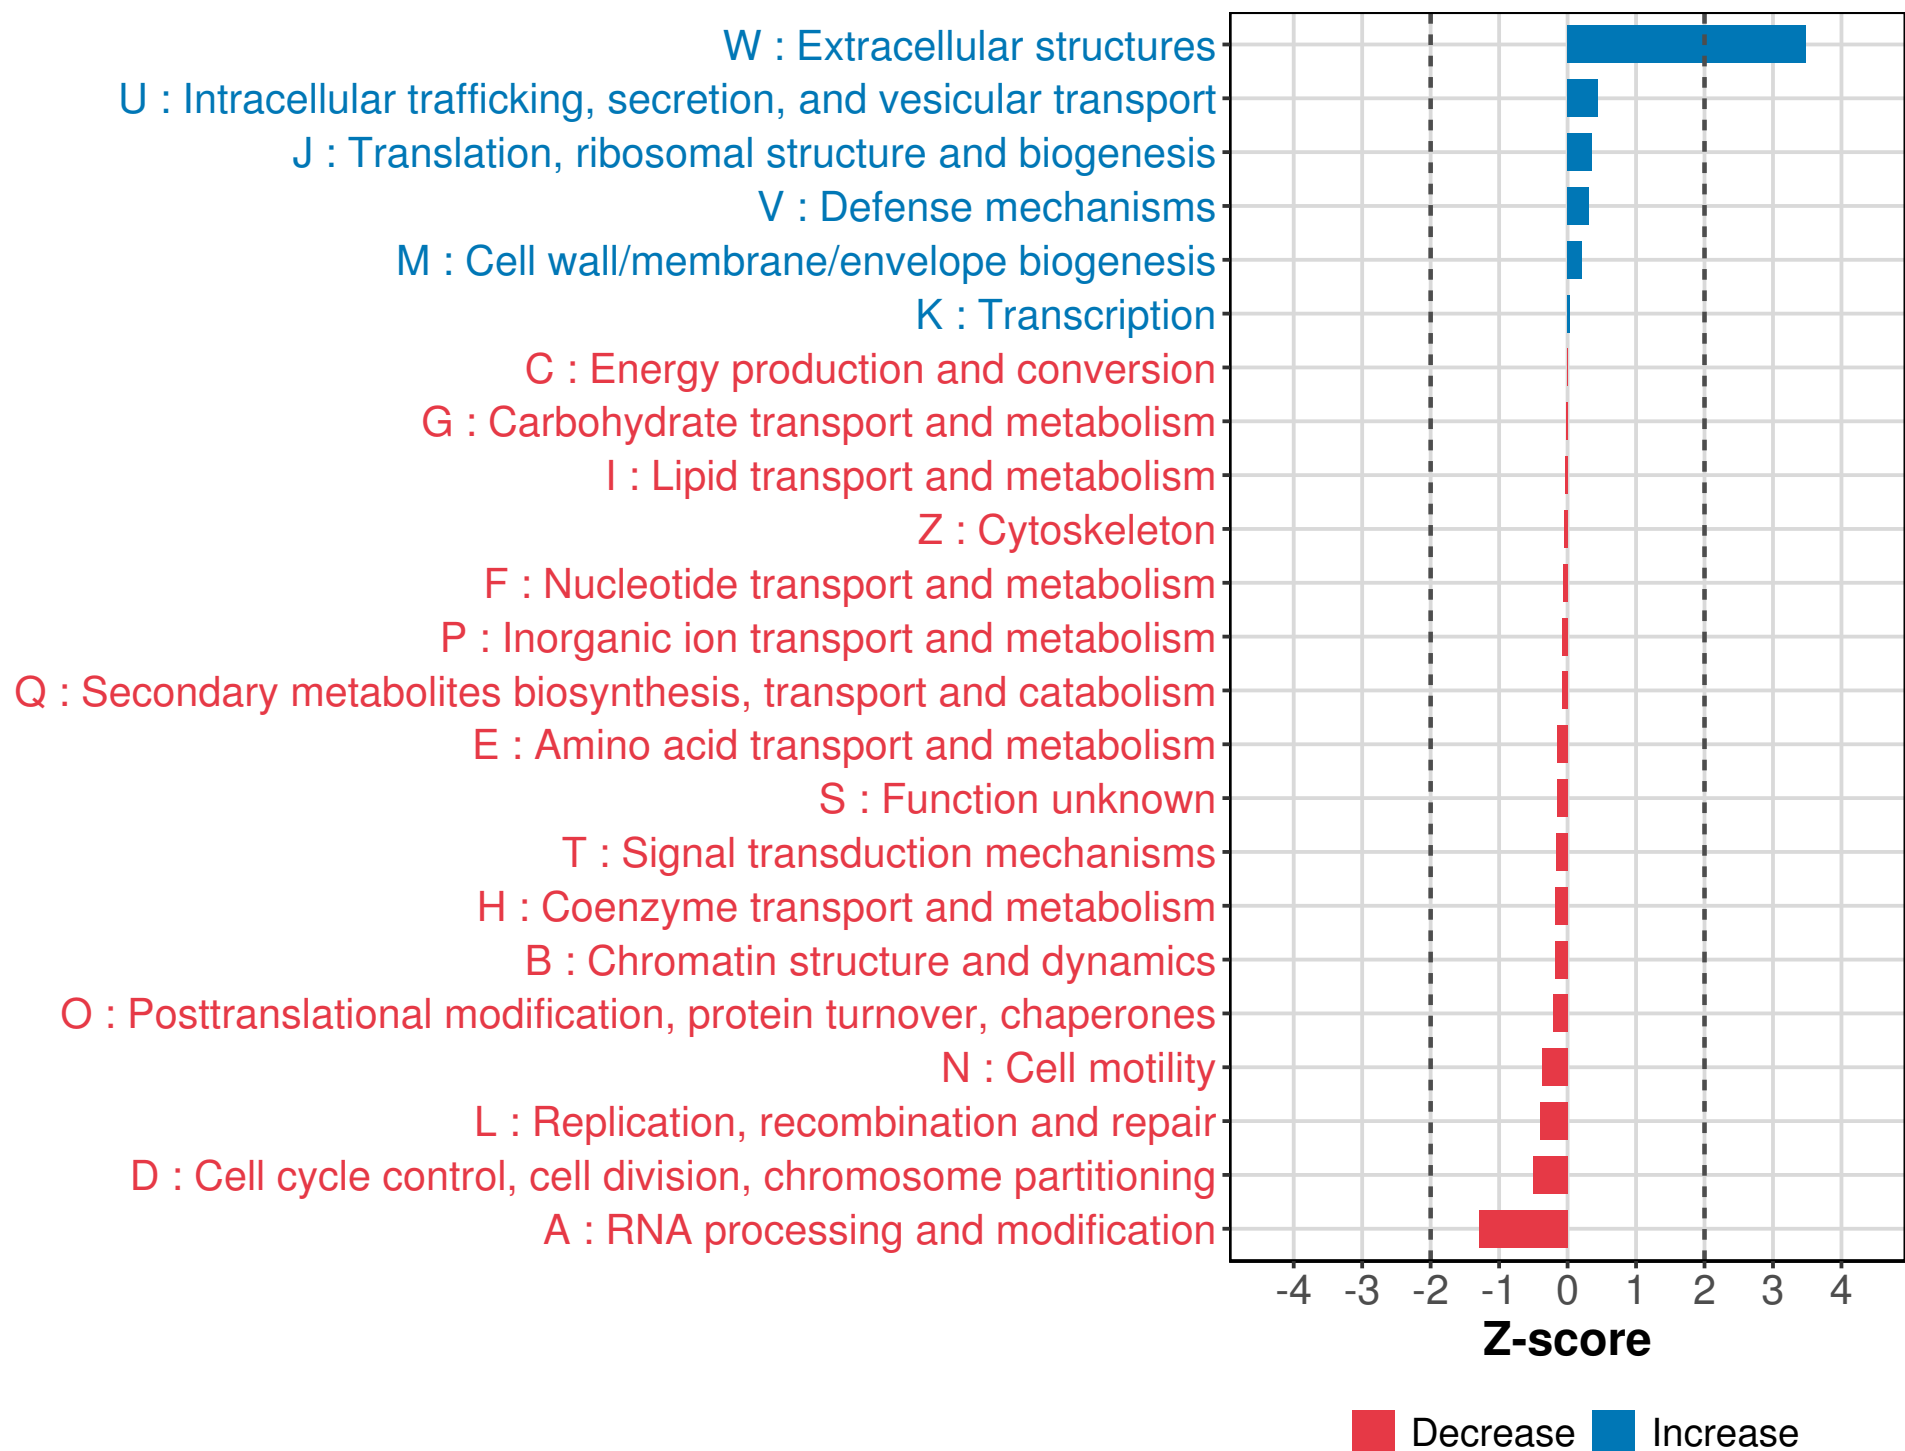 W : Extracellular structures
U : Intracellular trafficking, secretion, and vesicular transport
J : Translation, ribosomal structure and biogenesis
V : Defense mechanisms
M : Cell wall/membrane/envelope biogenesis
K : Transcription
C : Energy production and conversion
G : Carbohydrate transport and metabolism
I : Lipid transport and metabolism
Z : Cytoskeleton
F : Nucleotide transport and metabolism
P : Inorganic ion transport and metabolism
Q : Secondary metabolites biosynthesis, transport and catabolism
E : Amino acid transport and metabolism
S : Function unknown
T : Signal transduction mechanisms
H : Coenzyme transport and metabolism
B : Chromatin structure and dynamics
O : Posttranslational modification, protein turnover, chaperones
N : Cell motility
L : Replication, recombination and repair
D : Cell cycle control, cell division, chromosome partitioning
A : RNA processing and modification
-4 -3 -2 -1 0 1 2 3 4
Z-score
Decrease Increase